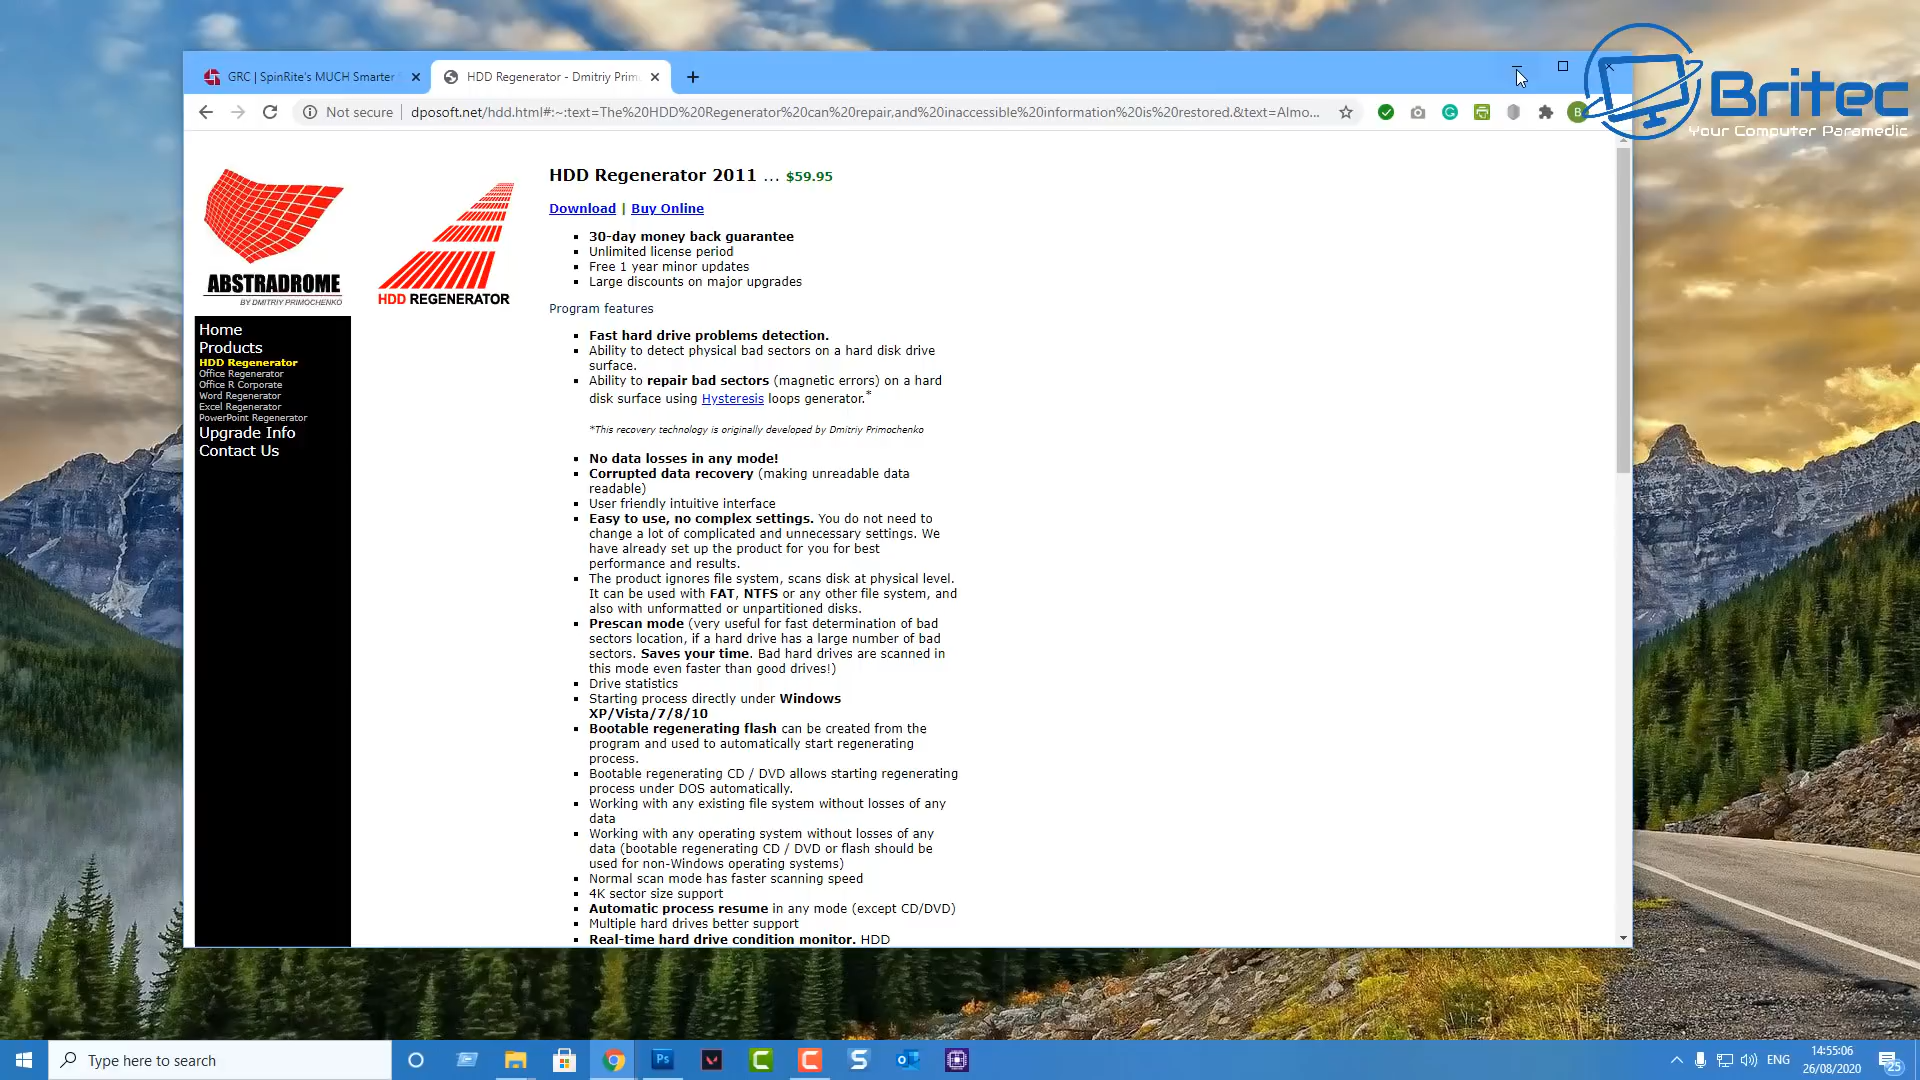 GRC | SpinRite's MUCH Smarter
HDD Regenerator - Dmitriy Prim
Not secure
dposoft.net/hdd.html#:~:text=The%20HDD%20Regenerator%20can%20repair,and%20inaccessible%20information%20is%20restored.&text=Almo...
B
Britec
Your Computer Paramedic
ABSTRADROME
BY DMITRIY PRIMOCHENKO
HDD REGENERATOR
Home
Products
HDD Regenerator
Office Regenerator
Office R Corporate
Word Regenerator
Excel Regenerator
PowerPoint Regenerator
Upgrade Info
Contact Us
HDD Regenerator 2011 ... $59.95
Download | Buy Online
30-day money back guarantee
Unlimited license period
Free 1 year minor updates
Large discounts on major upgrades
Program features
Fast hard drive problems detection.
Ability to detect physical bad sectors on a hard disk drive
surface.
Ability to repair bad sectors (magnetic errors) on a hard
disk surface using Hysteresis loops generator.*
*This recovery technology is originally developed by Dmitriy Primochenko
No data losses in any mode!
Corrupted data recovery (making unreadable data
readable)
User friendly intuitive interface
Easy to use, no complex settings. You do not need to
change a lot of complicated and unnecessary settings. We
have already set up the product for you for best
performance and results.
The product ignores file system, scans disk at physical level.
It can be used with FAT, NTFS or any other file system, and
also with unformatted or unpartitioned disks.
Prescan mode (very useful for fast determination of bad
sectors location, if a hard drive has a large number of bad
sectors. Saves your time. Bad hard drives are scanned in
this mode even faster than good drives!)
Drive statistics
Starting process directly under Windows
XP/Vista/7/8/10
Bootable regenerating flash can be created from the
program and used to automatically start regenerating
process.
Bootable regenerating CD / DVD allows starting regenerating
process under DOS automatically.
Working with any existing file system without losses of any
data
Working with any operating system without losses of any
data (bootable regenerating CD / DVD or flash should be
used for non-Windows operating systems)
Normal scan mode has faster scanning speed
4K sector size support
Automatic process resume in any mode (except CD/DVD)
Multiple hard drives better support
Real-time hard drive condition monitor. HDD
Type here to search
Ps
ENG
14:55:06
26/08/2020
25